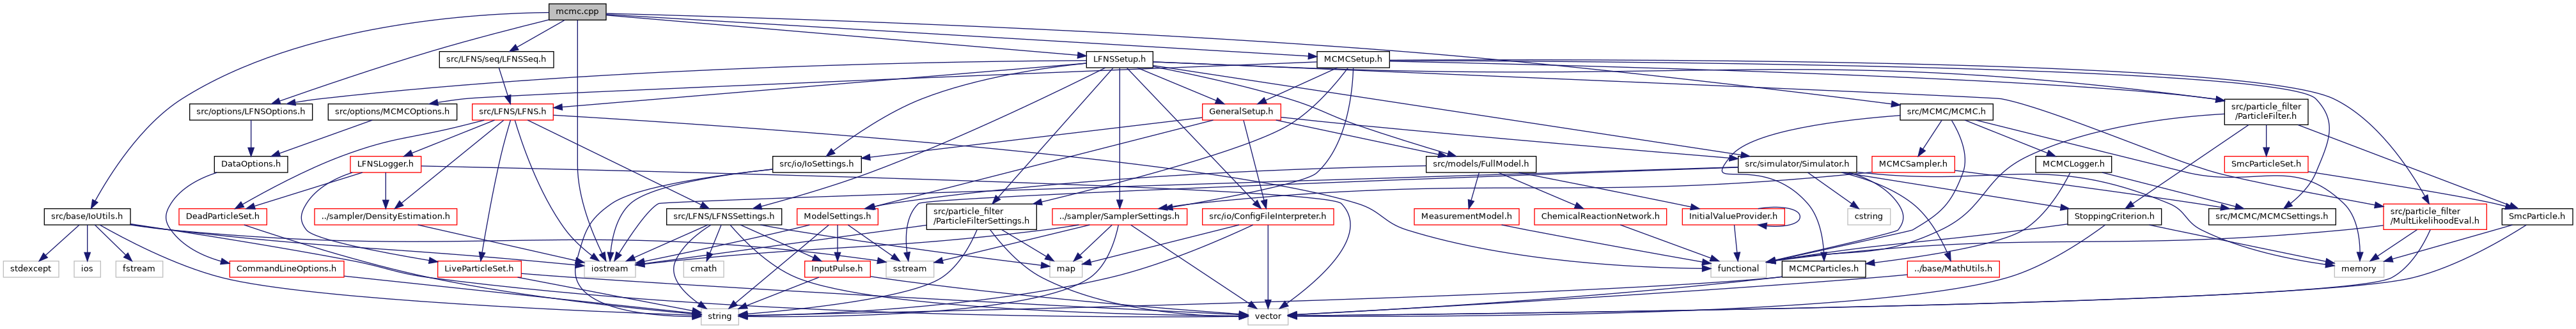 mcmc.cpp
src/LFNS/seq/LFNSSeq.h
LFNSSetup.h
MCMCSetup.h
src/options/LFNSOptions.h
src/options/MCMCOptions.h
src/LFNS/LFNS.h
GeneralSetup.h
src/MCMC/MCMC.h
src/particle_filter
/ParticleFilter.h
DataOptions.h
LFNSLogger.h
src/io/IoSettings.h
src/models/FullModel.h
src/simulator/Simulator.h
MCMCSampler.h
MCMCLogger.h
SmcParticleSet.h
src/base/IoUtils.h
DeadParticleSet.h
../sampler/DensityEstimation.h
src/LFNS/LFNSSettings.h
ModelSettings.h
src/particle_filter
/ParticleFilterSettings.h
../sampler/SamplerSettings.h
src/io/ConfigFileInterpreter.h
MeasurementModel.h
ChemicalReactionNetwork.h
InitialValueProvider.h
cstring
StoppingCriterion.h
src/MCMC/MCMCSettings.h
src/particle_filter
/MultLikelihoodEval.h
SmcParticle.h
stdexcept
ios
fstream
CommandLineOptions.h
LiveParticleSet.h
iostream
cmath
InputPulse.h
sstream
map
functional
MCMCParticles.h
../base/MathUtils.h
memory
string
vector